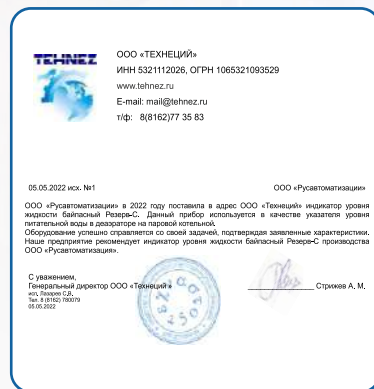 TEHNEZ
ООО «ТЕХНЕЦИЙ»
ИНН 5321112026, ОГРН 1065321093529
www.tehnez.ru
E-mail: mail@tehnez.ru
т/ф: 8(8162)77 35 83
05.05.2022 исх. №1
ООО «Русавтоматизации»
ООО «Русавтоматизации» в 2022 году поставила в адрес ООО «Технеций» индикатор уровня
жидкости байпасный Резерв-С. Данный прибор используется в качестве указателя уровня
питательной воды в деаэраторе на паровой котельной.
Оборудование успешно справляется со своей задачей, подтверждая заявленные характеристики.
Наше предприятие рекомендует индикатор уровня жидкости байпасный Резерв-С производства
ООО «Русавтоматизация».
С уважением,
Генеральный директор ООО «Технеций»
Стрижев А. М.
исп. Лазарев С.В.
Тел. 8 (8162) 780079
05.05.2022